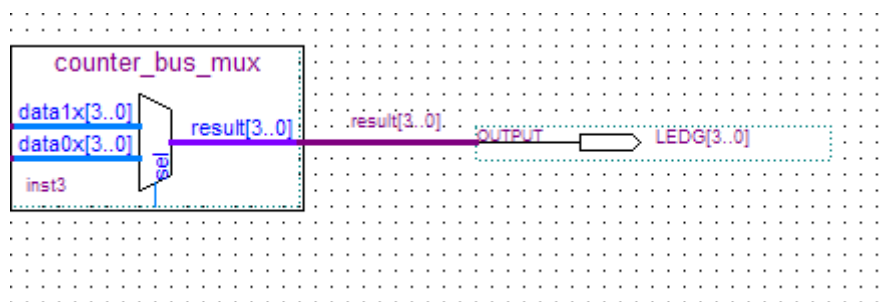 counter_bus_mux
data1x[3..0]
result[3..0]
result[3..0]
OUTPUT
LEDG[3..0]
data0x[3..0]
sel
inst3